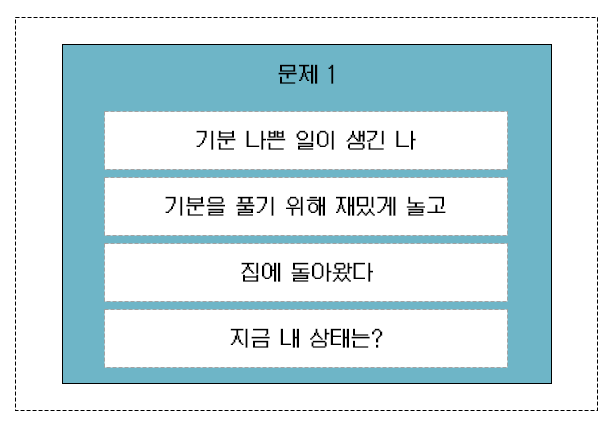 문제 1
기분 나쁜 일이 생긴 나
기분을 풀기 위해 재밌게 놀고
집에 돌아왔다
지금 내 상태는?